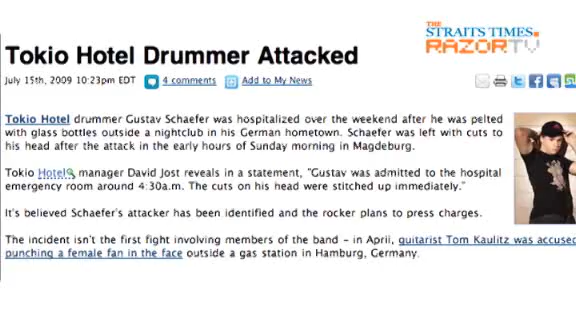 THE
STRAITS TIMES
RAZORTV
Tokio Hotel Drummer Attacked
July 15th, 2009 10:23pm EDT 4 comments Add to My News
Tokio Hotel drummer Gustav Schaefer was hospitalized over the weekend after he was pelted
with glass bottles outside a nightclub in his German hometown. Schaefer was left with cuts to
his head after the attack in the early hours of Sunday morning in Magdeburg.
Tokio Hotel manager David Jost reveals in a statement, "Gustav was admitted to the hospital
emergency room around 4:30a.m. The cuts on his head were stitched up immediately."
It's believed Schaefer's attacker has been identified and the rocker plans to press charges.
The incident isn't the first fight involving members of the band - in April, guitarist Tom Kaulitz was accused
punching a female fan in the face outside a gas station in Hamburg, Germany.